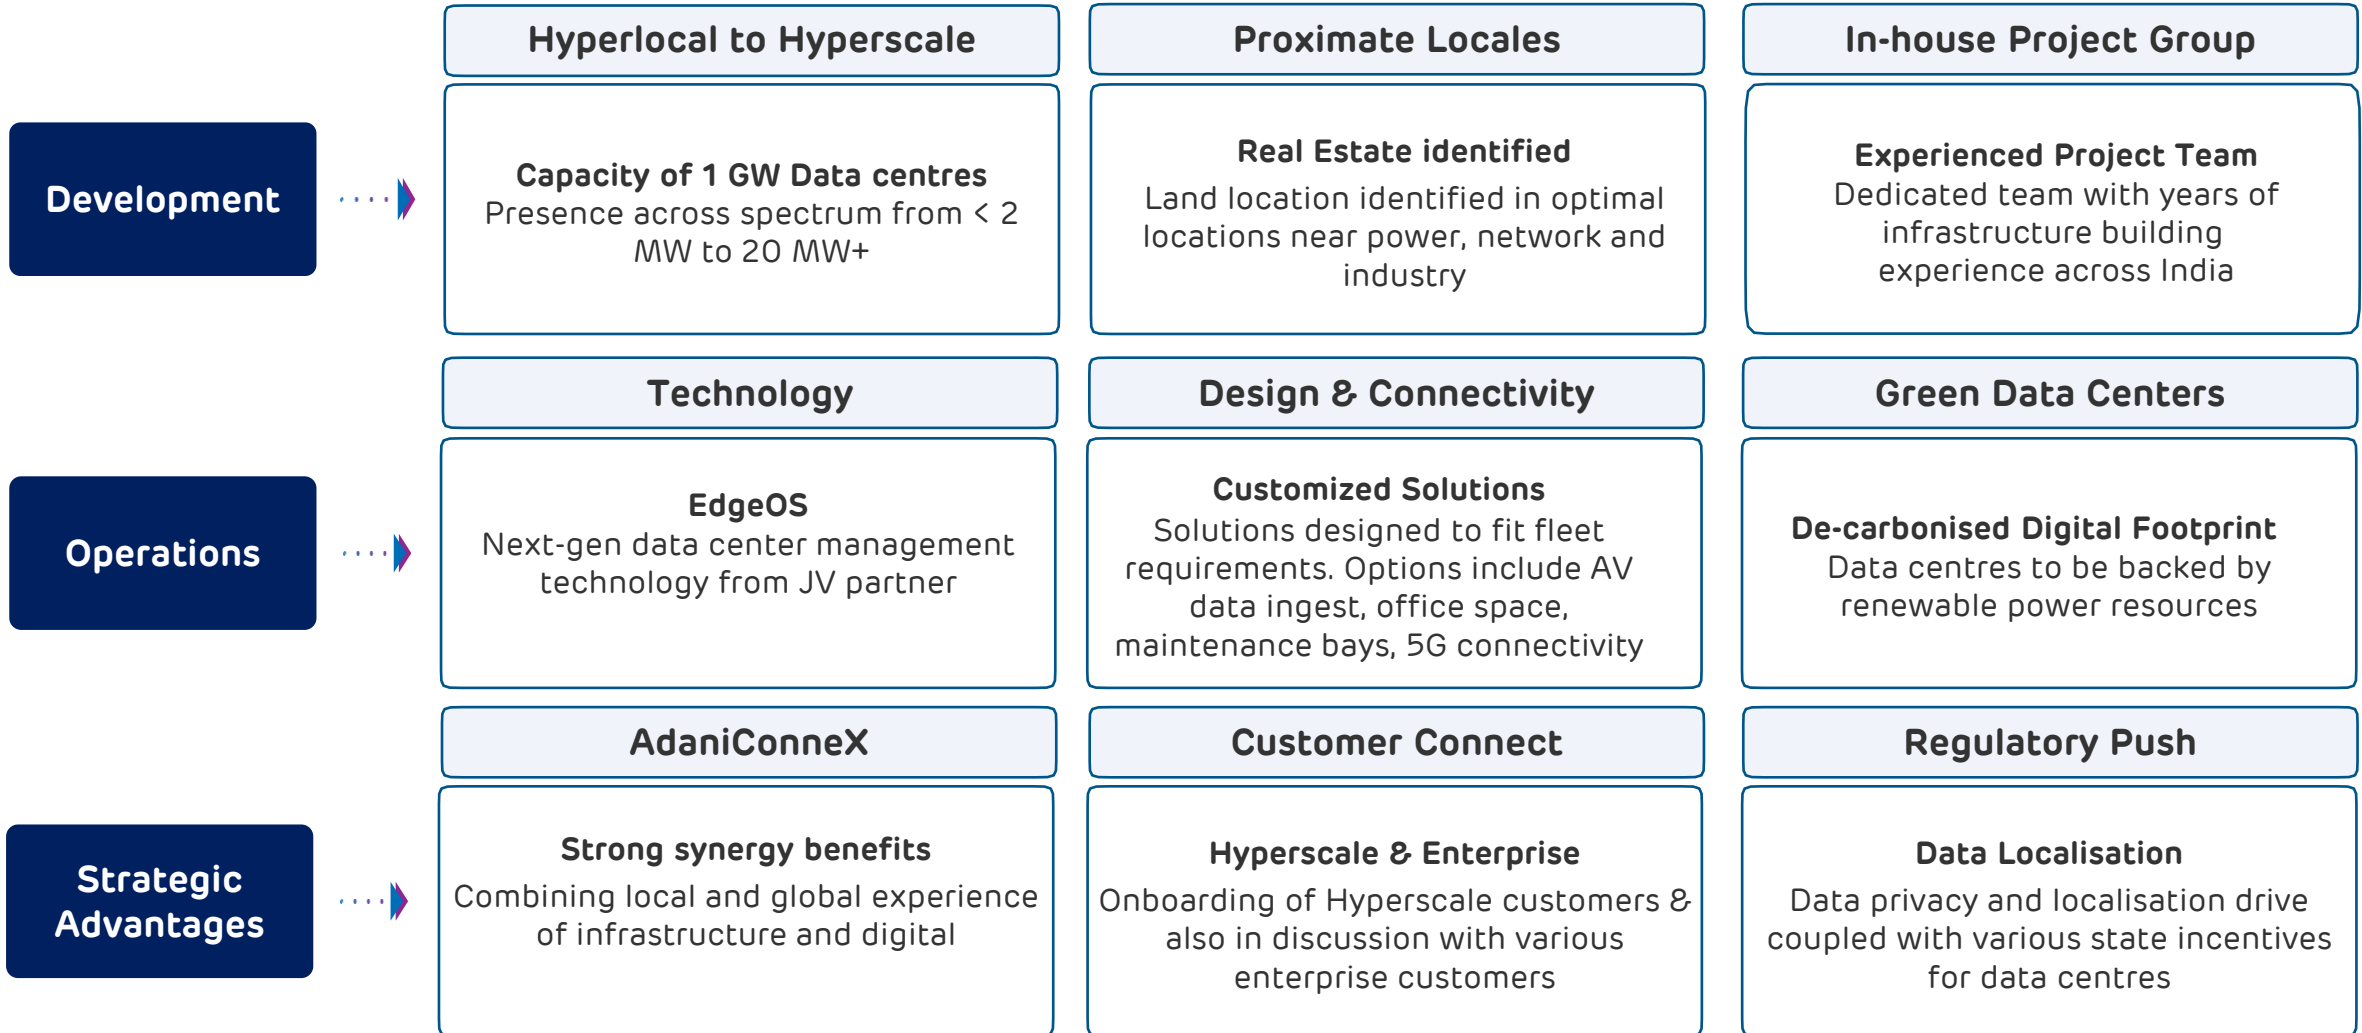 Hyperlocal to Hyperscale
Proximate Locales
In-house Project Group
Development
Capacity of 1 GW Data centres
Presence across spectrum from < 2
MW to 20 MW+
Real Estate identified
Land location identified in optimal
locations near power, network and
industry
Experienced Project Team
Dedicated team with years of
infrastructure building
experience across India
Technology
Design & Connectivity
Green Data Centers
Operations
EdgeOS
Next-gen data center management
technology from JV partner
Customized Solutions
Solutions designed to fit fleet
requirements. Options include AV
data ingest, office space,
maintenance bays, 5G connectivity
De-carbonised Digital Footprint
Data centres to be backed by
renewable power resources
AdaniConneX
Customer Connect
Regulatory Push
Strategic
Advantages
Strong synergy benefits
Combining local and global experience
of infrastructure and digital
Hyperscale & Enterprise
Onboarding of Hyperscale customers &
also in discussion with various
enterprise customers
Data Localisation
Data privacy and localisation drive
coupled with various state incentives
for data centres